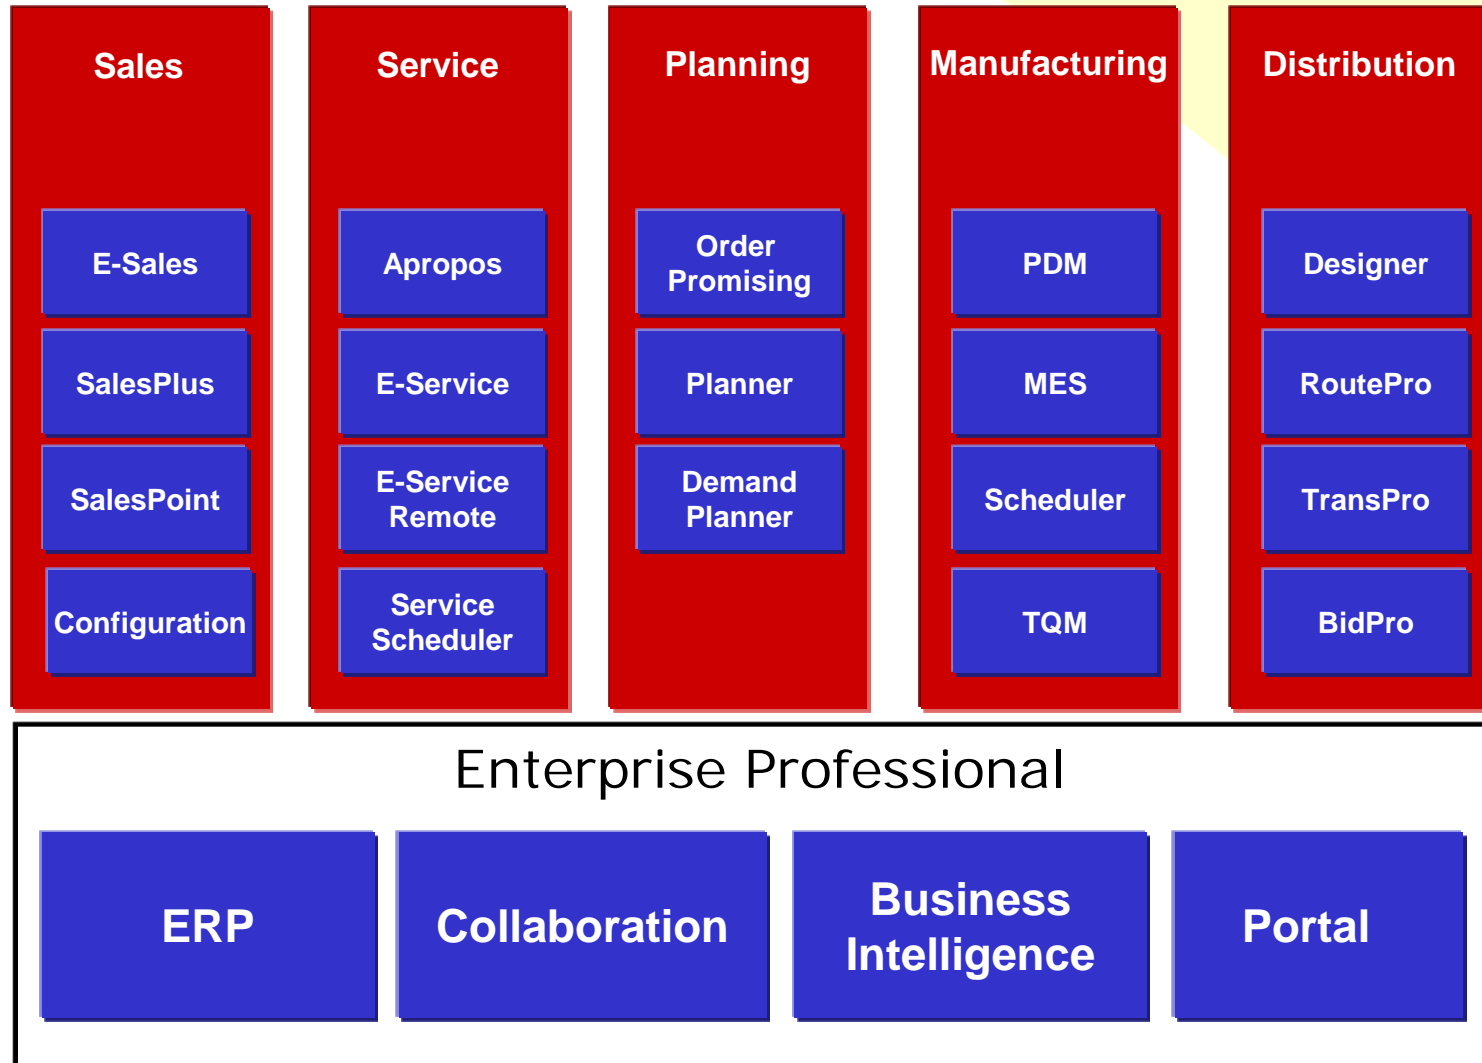 Sales
Service
Planning
Manufacturing
Distribution
E-Sales
Apropos
Order
Promising
PDM
Designer
SalesPlus
E-Service
Planner
MES
RoutePro
SalesPoint
E-Service
Remote
Demand
Planner
Scheduler
TransPro
Configuration
Service
Scheduler
TQM
BidPro
Enterprise Professional
ERP
Collaboration
Business
Intelligence
Portal